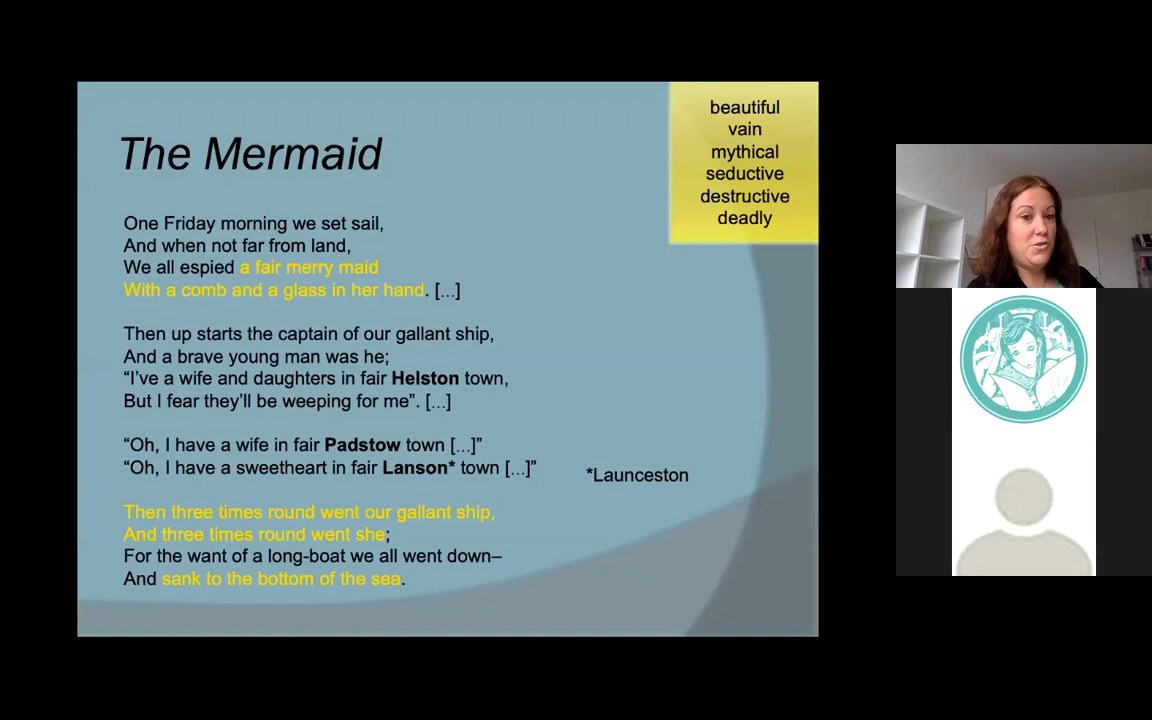 The Mermaid
beautiful
vain
mythical
seductive
destructive
deadly
One Friday morning we set sail,
And when not far from land,
We all espied a fair merry maid
With a comb and a glass in her hand. [...]
Then up starts the captain of our gallant ship,
And a brave young man was he;
“I’ve a wife and daughters in fair Helston town,
But I fear they’ll be weeping for me”. [...]
“Oh, I have a wife in fair Padstow town [...]”
“Oh, I have a sweetheart in fair Lanson* town [...]”
*Launceston
Then three times round went our gallant ship,
And three times round went she;
For the want of a long-boat we all went down–
And sank to the bottom of the sea.